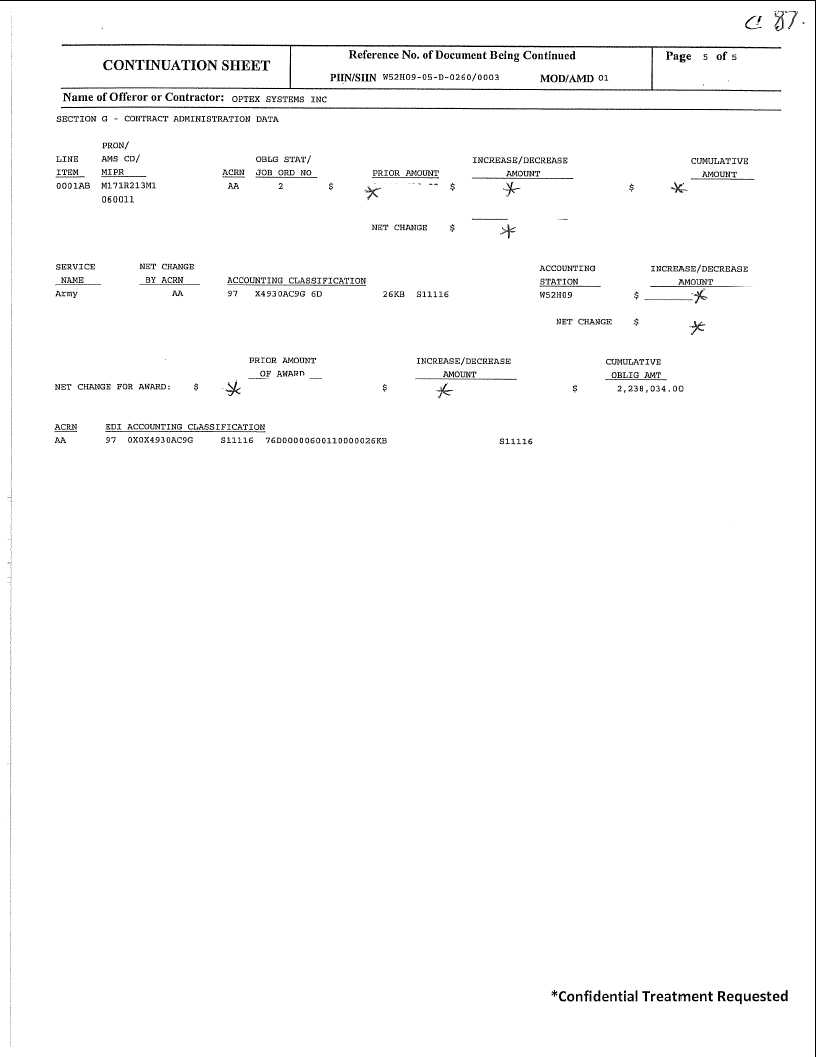 C 87.
CONTINUATION SHEET Reference No. of Document Being Continued Page 5 of 5
PIIN/SIIN W52H09-05-D-0260/0003 MOD/AMD 01
Name of Offeror or Contractor: OPTEX SYSTEMS INC
SECTION G - CONTRACT ADMINISTRATION DATA
PRON/
LINE AMS CD/ OBLG STAT/ INCREASE/DECREASE CUMULATIVE
ITEM MIPR ACRN JOB ORD NO PRIOR AMOUNT AMOUNT AMOUNT
0001AB M171R213M1 AA 2 $ * $ * $ *
060011
NET CHANGE $ *
SERVICE NET CHANGE ACCOUNTING INCREASE/DECREASE
NAME BY ACRN ACCOUNTING CLASSIFICATION STATION AMOUNT
Army AA 97 X4930AC9G 6D 26KB S11116 W52H09 $ *
NET CHANGE $ *
PRIOR AMOUNT INCREASE/DECREASE CUMULATIVE
OF AWARD AMOUNT OBLIG AMT
NET CHANGE FOR AWARD: $ * $ * $ 2,238,034.00
ACRN EDI ACCOUNTING CLASSIFICATION
AA 97 0X0X4930AC9G S11116 76D00000600110000026KB S11116
*Confidential Treatment Requested